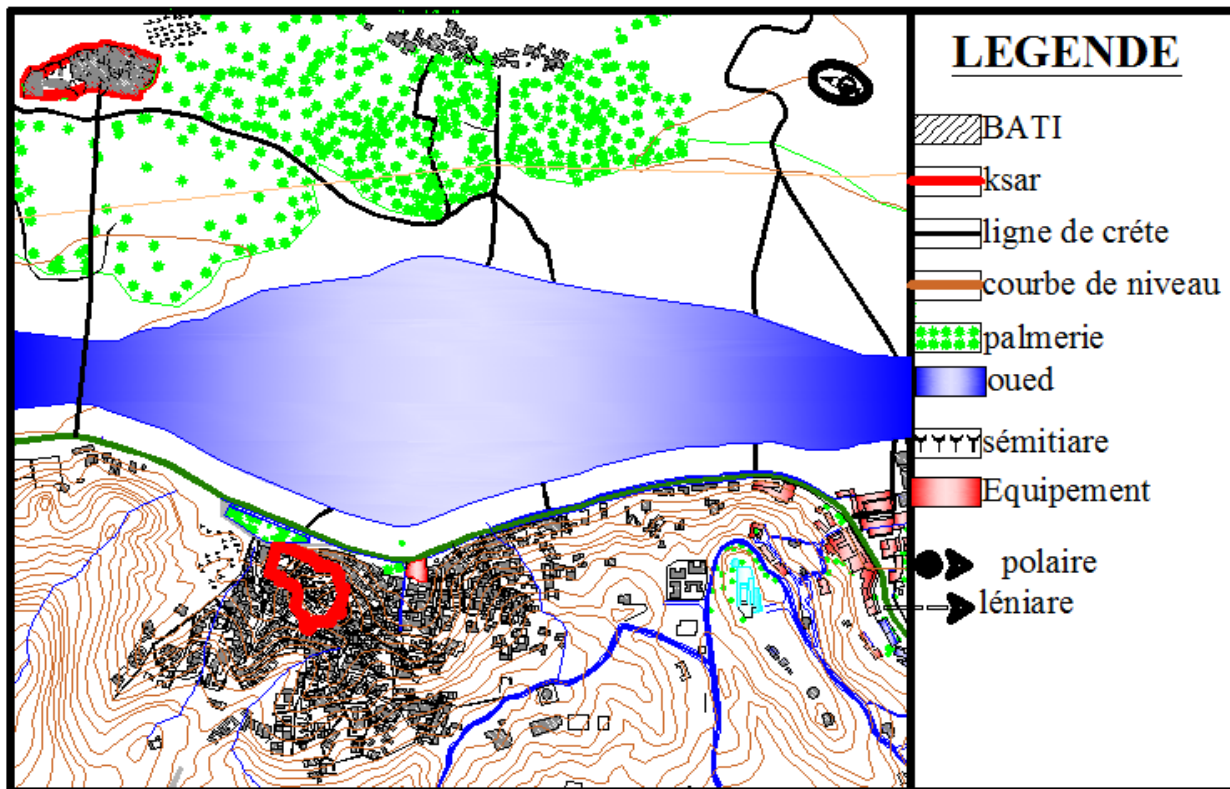 LEGENDE
BATI
ksar
ligne de créte
courbe de niveau
palmerie
oued
sémitiare
Equipement
polaire
léniare